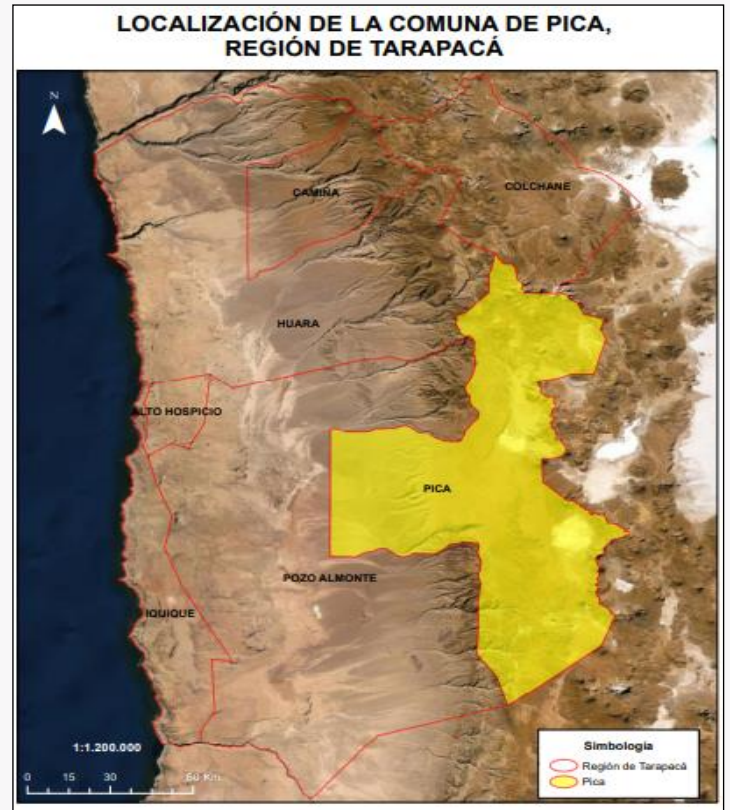 LOCALIZACIÓN DE LA COMUNA DE PICA,
REGIÓN DE TARAPACÁ
N
CAMIÑA
COLCHANE
HUARA
ALTO HOSPICIO
PICA
POZO ALMONTE
IQUIQUE
1:1.200.000
0 15 30 60 Km.
Simbología
Región de Tarapacá
Pica